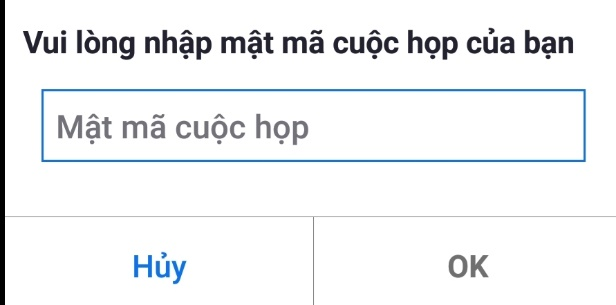 Vui lòng nhập mật mã cuộc họp của bạn
Mật mã cuộc họp
Hủy
OK